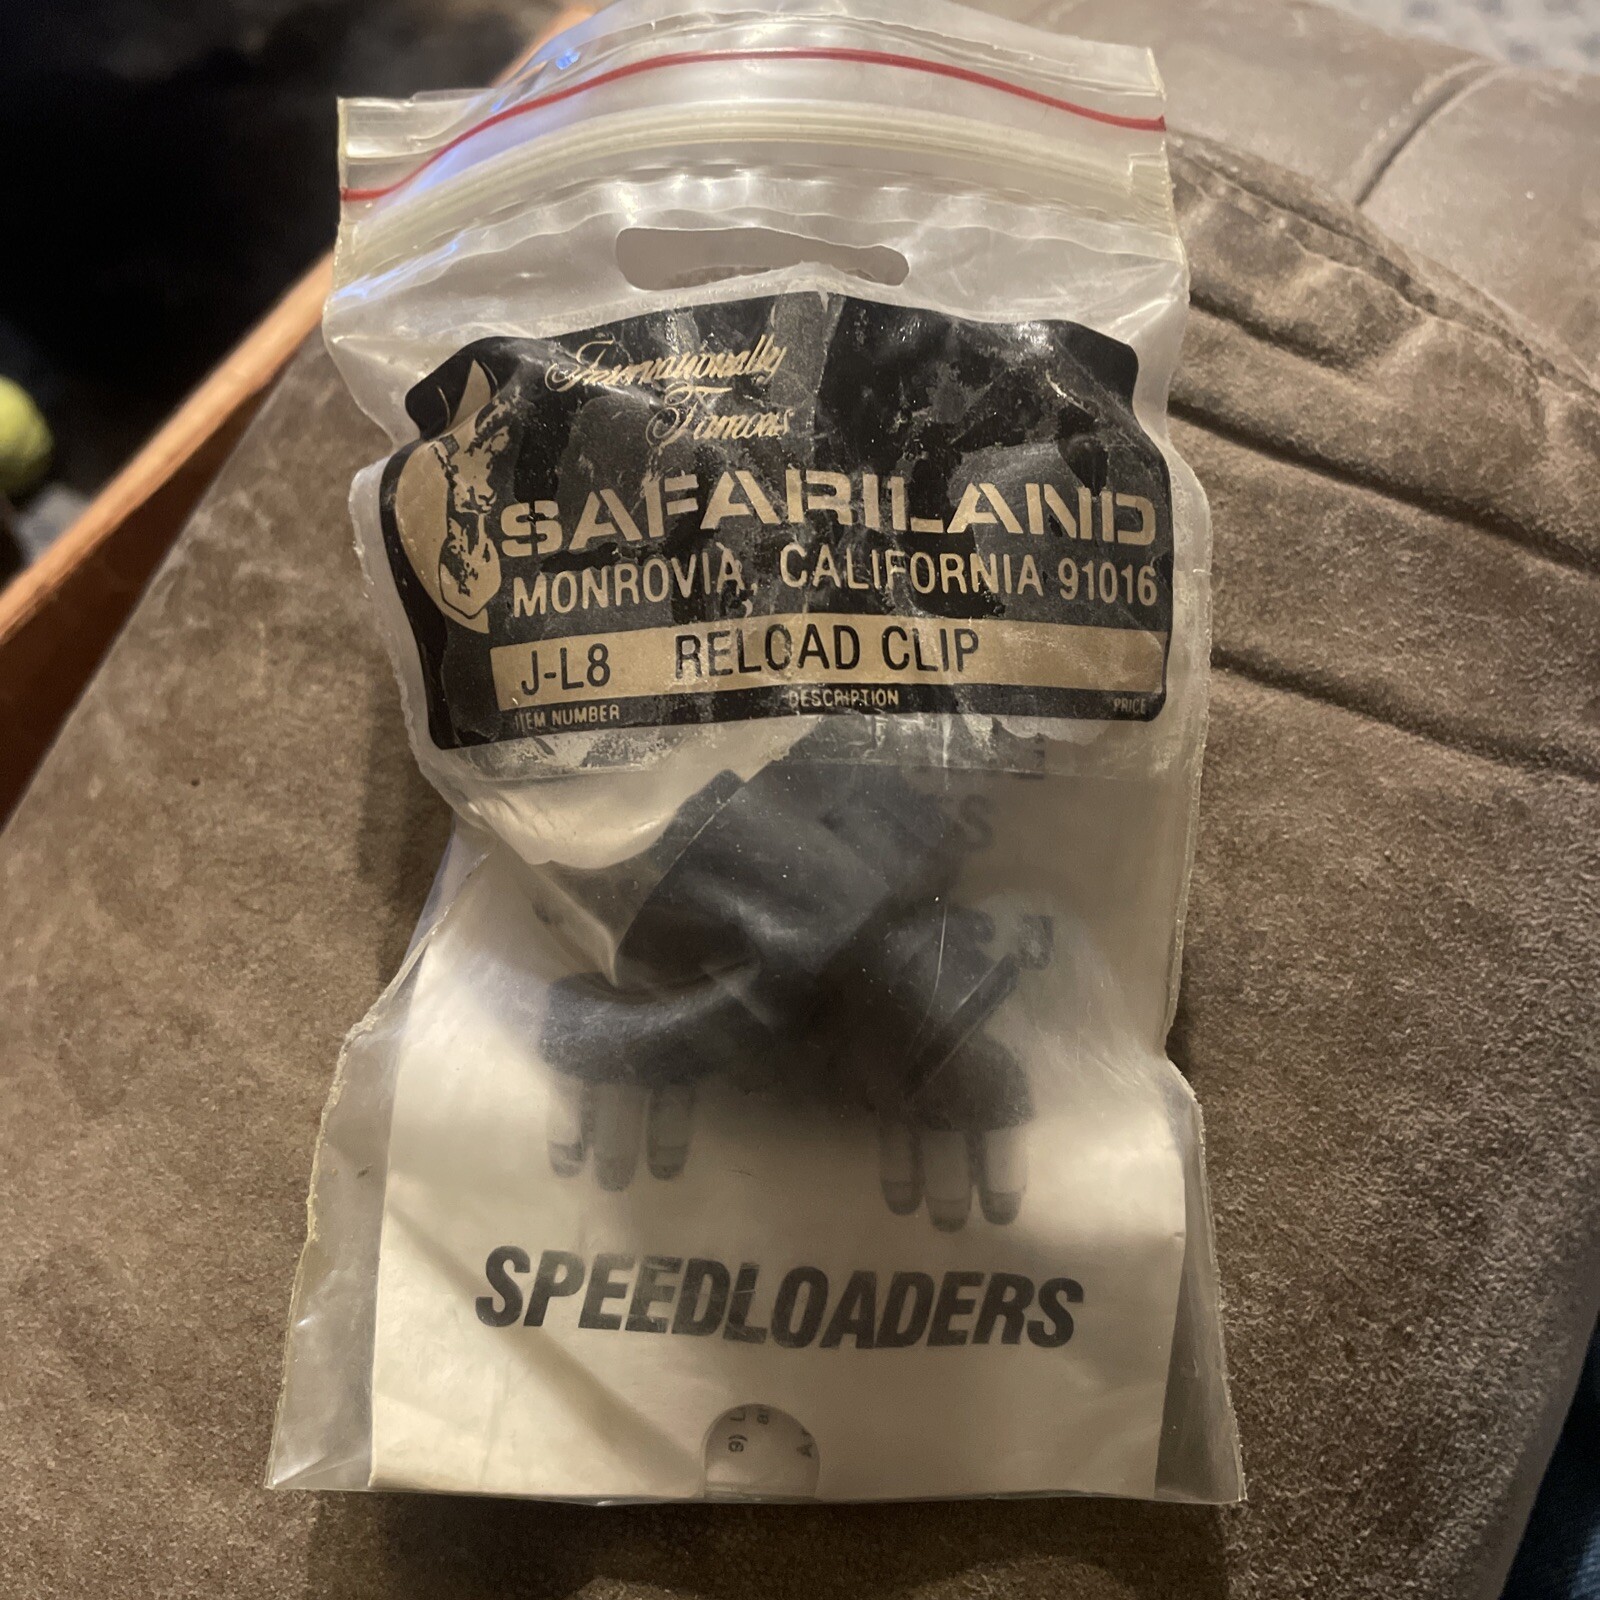 Internationally
Famous
SAFARILAND
MONROVIA, CALIFORNIA 91016
J-L8 RELOAD CLIP
ITEM NUMBER DESCRIPTION PRICE
SPEEDLOADERS